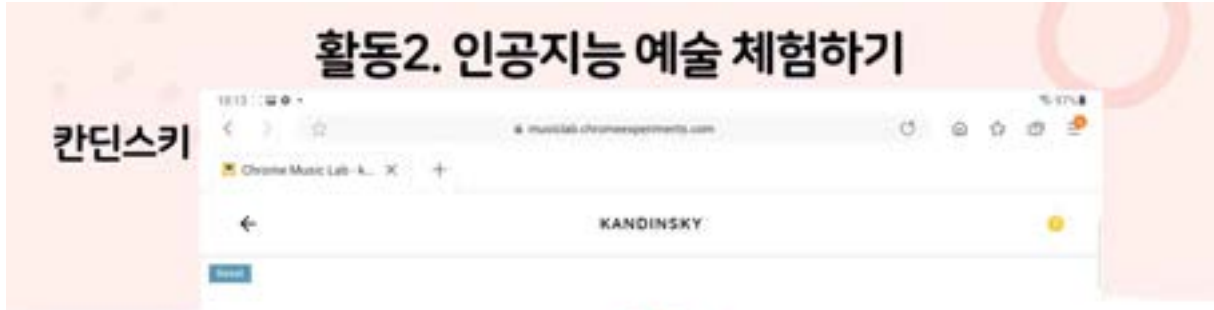 활동2. 인공지능 예술 체험하기
칸딘스키
musiclab.chromeexperiments.com
Chrome Music Lab - k...
KANDINSKY
Reset